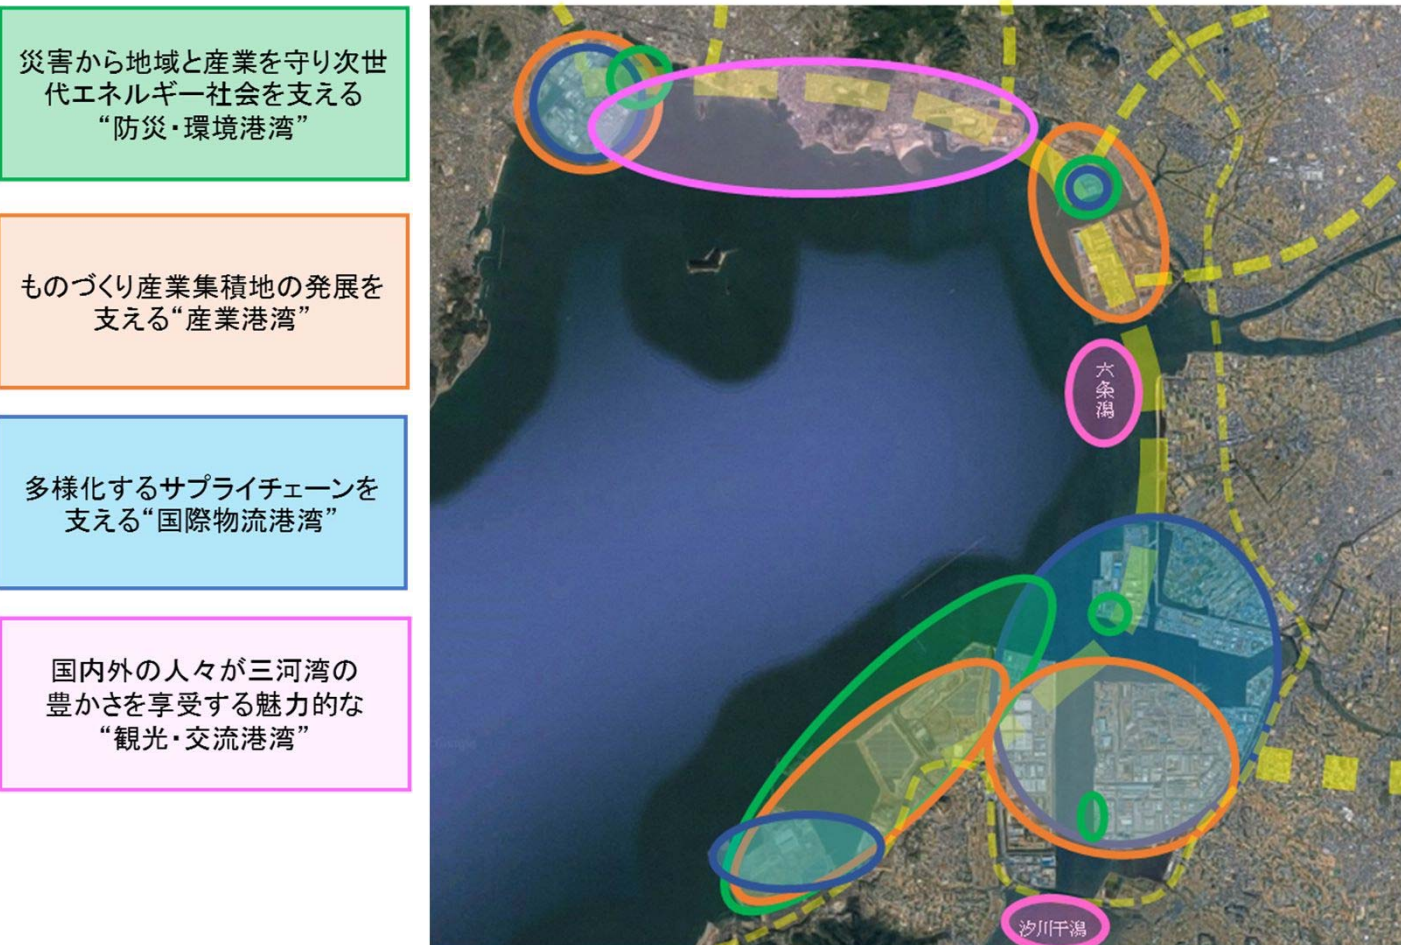 災害から地域と産業を守り次世
代エネルギー社会を支える
“防災・環境港湾”
ものづくり産業集積地の発展を
支える“産業港湾”
多様化するサプライチェーンを
支える“国際物流港湾”
国内外の人々が三河湾の
豊かさを享受する魅力的な
“観光・交流港湾”
六条潟
汐川干潟